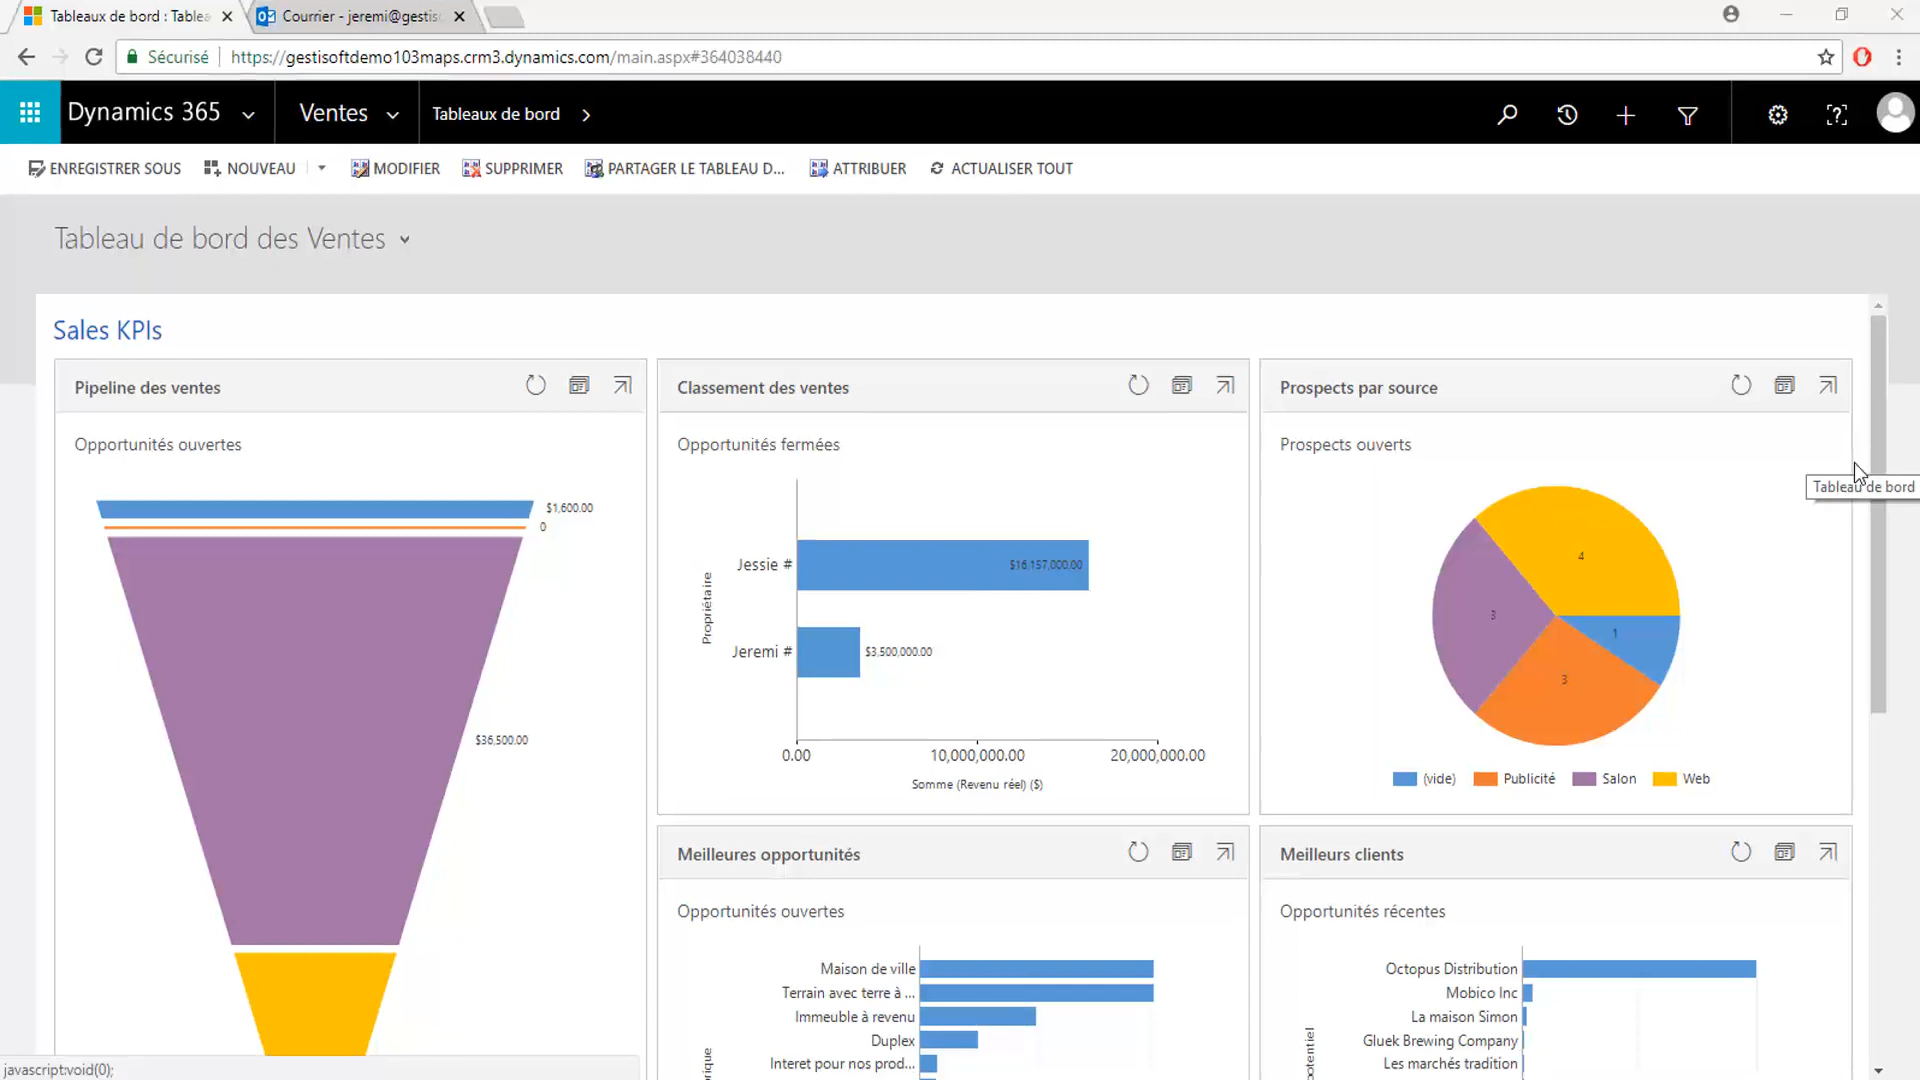 Tableaux de bord : Tablea
Courrier - jeremi@gestis
Sécurisé
https://gestisoftdemo103maps.crm3.dynamics.com/main.aspx#364038440
Dynamics 365
Ventes
Tableaux de bord
ENREGISTRER SOUS
NOUVEAU
MODIFIER
SUPPRIMER
PARTAGER LE TABLEAU D...
ATTRIBUER
ACTUALISER TOUT
Tableau de bord des Ventes
Sales KPIs
Pipeline des ventes
Opportunités ouvertes
$1,600.00
0
$36,500.00
Classement des ventes
Opportunités fermées
Propriétaire
Jessie #
$16,157,000.00
Jeremi #
$3,500,000.00
0.00
10,000,000.00
20,000,000.00
Somme (Revenu réel) ($)
Prospects par source
Prospects ouverts
Tableau de bord
4
3
1
3
(vide)
Publicité
Salon
Web
Meilleures opportunités
Opportunités ouvertes
Maison de ville
Terrain avec terre à ...
Immeuble à revenu
Duplex
Interet pour nos prod...
rique
Meilleurs clients
Opportunités récentes
Octopus Distribution
Mobico Inc
La maison Simon
Gluek Brewing Company
Les marchés tradition
potentiel
javascript:void(0);